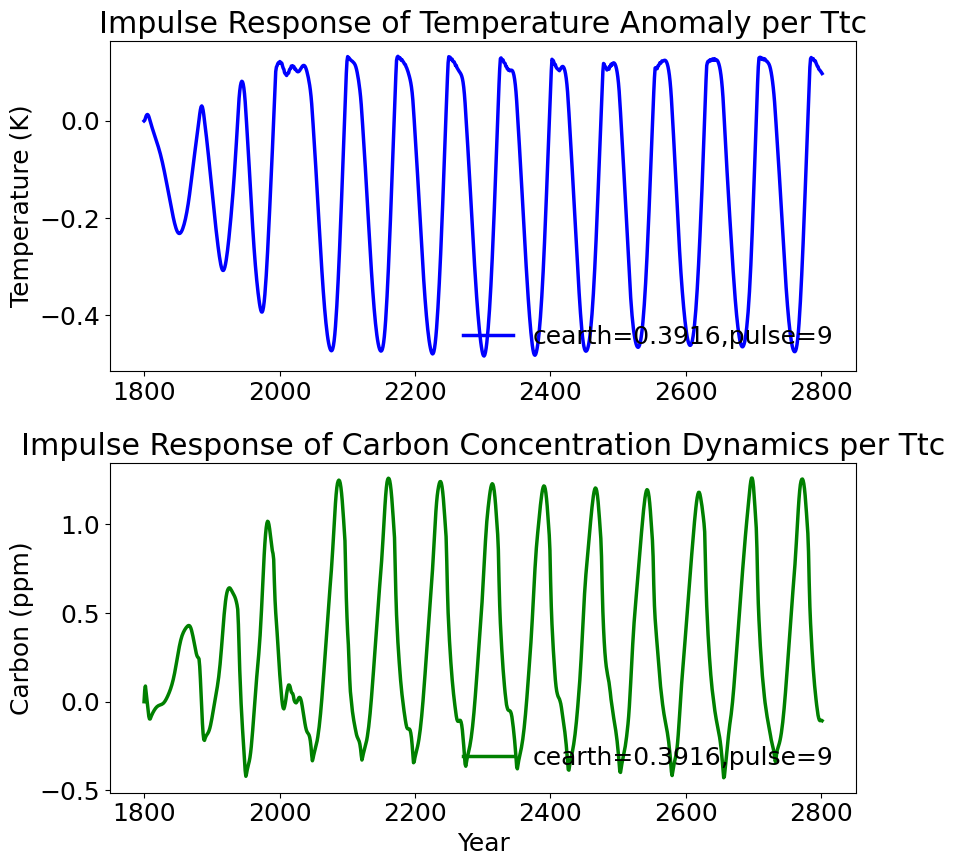 Impulse Response of Temperature Anomaly per Ttc
Temperature (K)
0.0
−0.2
−0.4
cearth=0.3916,pulse=9
1800 2000 2200 2400 2600 2800
Impulse Response of Carbon Concentration Dynamics per Ttc
Carbon (ppm)
1.0
0.5
0.0
−0.5
cearth=0.3916,pulse=9
1800 2000 2200 2400 2600 2800
Year